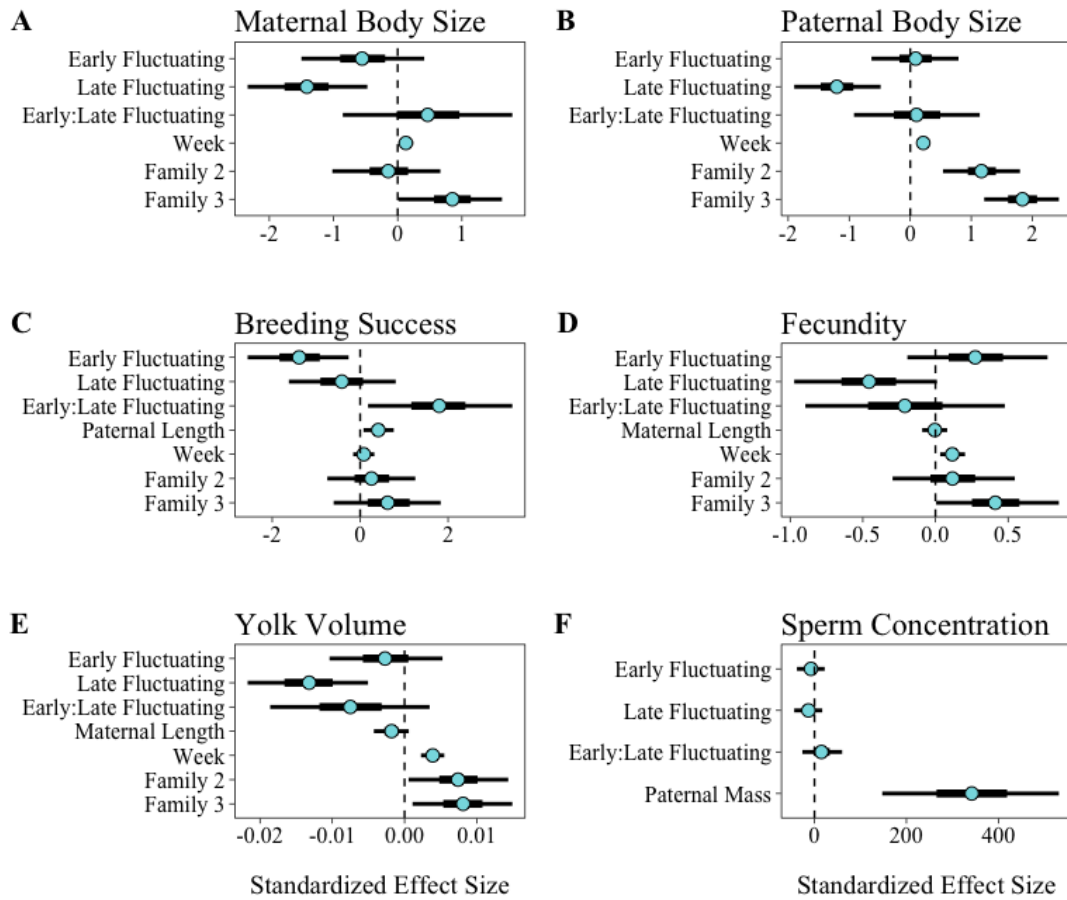 A Maternal Body Size
Early Fluctuating
Late Fluctuating
Early:Late Fluctuating
Week
Family 2
Family 3
-2 -1 0 1
B Paternal Body Size
Early Fluctuating
Late Fluctuating
Early:Late Fluctuating
Week
Family 2
Family 3
-2 -1 0 1 2
C Breeding Success
Early Fluctuating
Late Fluctuating
Early:Late Fluctuating
Paternal Length
Week
Family 2
Family 3
-2 0 2
D Fecundity
Early Fluctuating
Late Fluctuating
Early:Late Fluctuating
Maternal Length
Week
Family 2
Family 3
-1.0 -0.5 0.0 0.5
E Yolk Volume
Early Fluctuating
Late Fluctuating
Early:Late Fluctuating
Maternal Length
Week
Family 2
Family 3
-0.02 -0.01 0.00 0.01
Standardized Effect Size
F Sperm Concentration
Early Fluctuating
Late Fluctuating
Early:Late Fluctuating
Paternal Mass
0 200 400
Standardized Effect Size